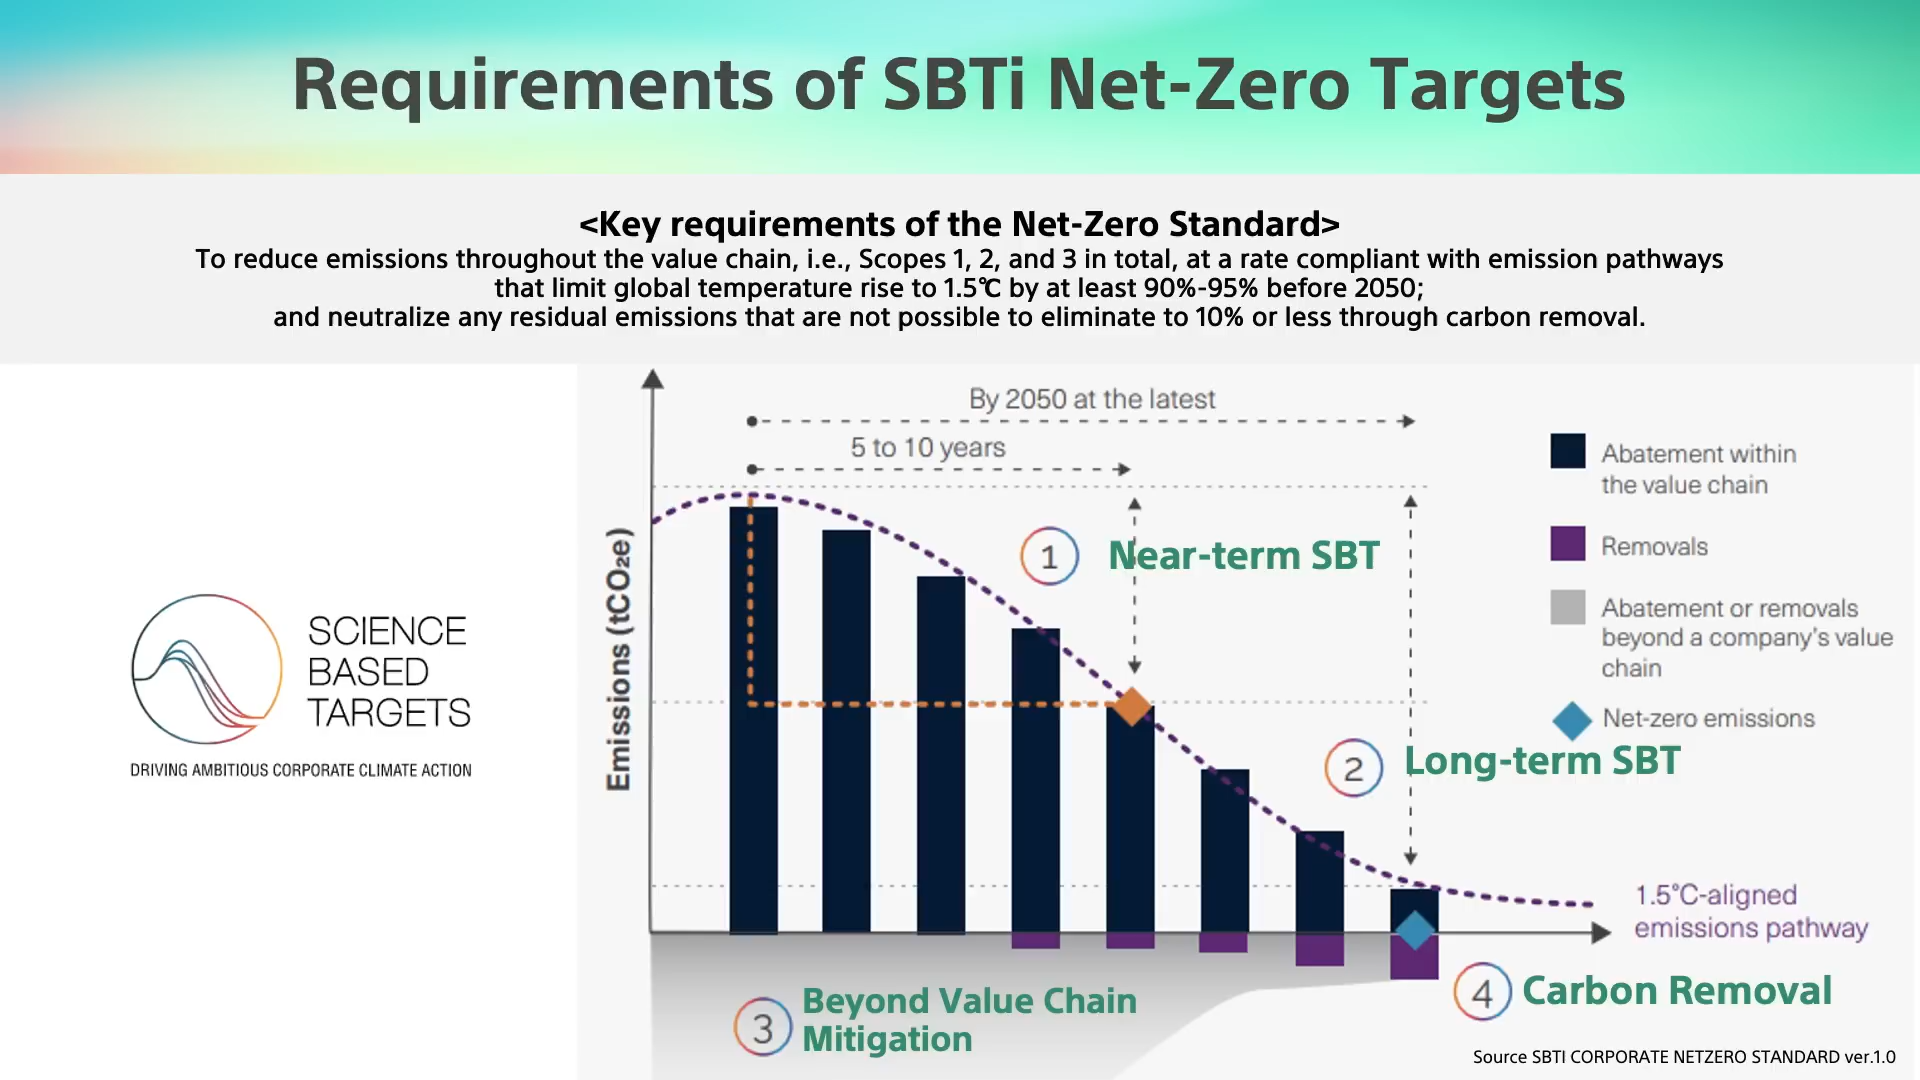 Requirements of SBTi Net-Zero Targets
<Key requirements of the Net-Zero Standard>
To reduce emissions throughout the value chain, i.e., Scopes 1, 2, and 3 in total, at a rate compliant with emission pathways
that limit global temperature rise to 1.5℃ by at least 90%-95% before 2050;
and neutralize any residual emissions that are not possible to eliminate to 10% or less through carbon removal.
SCIENCE
BASED
TARGETS
DRIVING AMBITIOUS CORPORATE CLIMATE ACTION
Emissions (tCO₂e)
By 2050 at the latest
5 to 10 years
1 Near-term SBT
2 Long-term SBT
3 Beyond Value Chain
Mitigation
4 Carbon Removal
Abatement within
the value chain
Removals
Abatement or removals
beyond a company's value
chain
Net-zero emissions
1.5°C-aligned
emissions pathway
Source SBTI CORPORATE NETZERO STANDARD ver.1.0